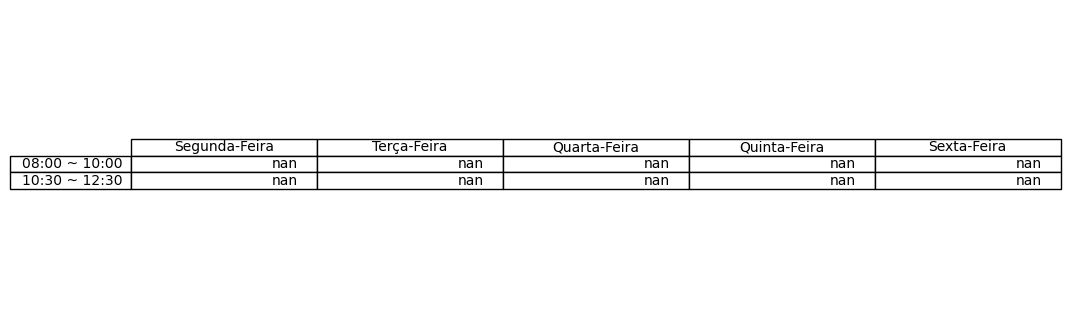 Segunda-Feira Terça-Feira Quarta-Feira Quinta-Feira Sexta-Feira
08:00 ~ 10:00 nan nan nan nan nan
10:30 ~ 12:30 nan nan nan nan nan